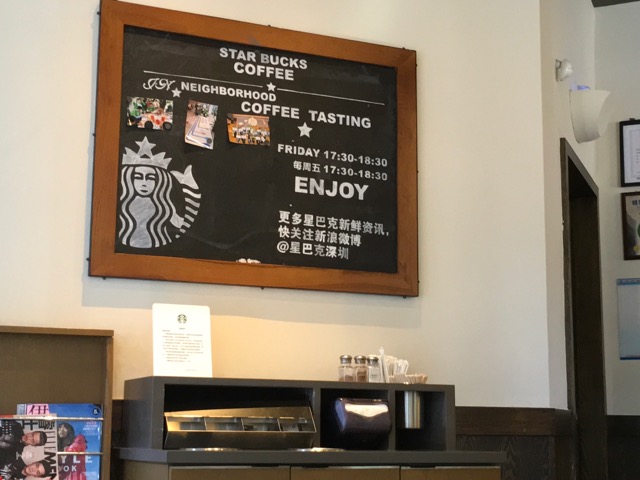 STAR BUCKS
COFFEE
IN NEIGHBORHOOD
COFFEE TASTING
FRIDAY 17:30-18:30
每周五 17:30-18:30
ENJOY
更多星巴克新鲜资讯，
快关注新浪微博
@星巴克深圳